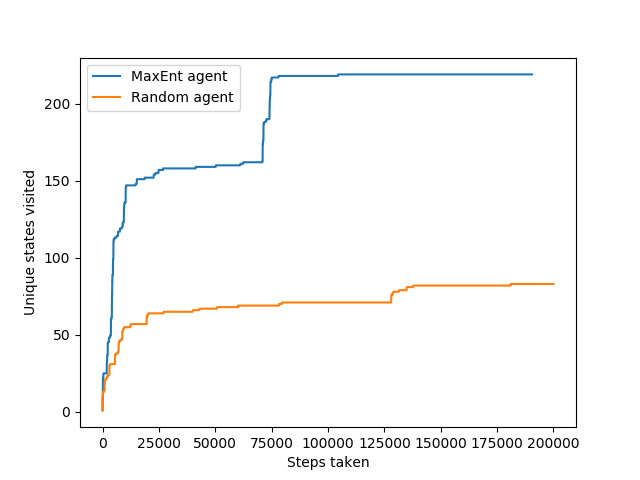 MaxEnt agent
Random agent
200
150
100
50
0
Unique states visited
0 25000 50000 75000 100000 125000 150000 175000 200000
Steps taken